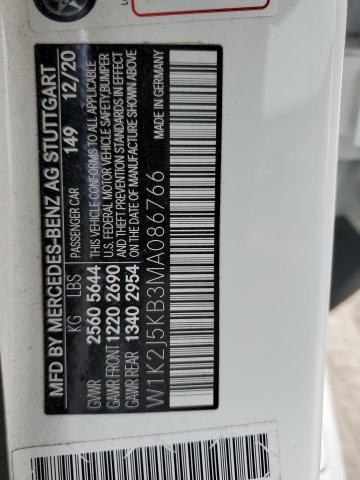 MFD BY MERCEDES-BENZ AG STUTTGART
PASSENGER CAR 149 12/20
KG LBS
GVWR 2560 5644
GAWR FRONT 1220 2690
GAWR REAR 1340 2954
THIS VEHICLE CONFORMS TO ALL APPLICABLE
U.S. FEDERAL MOTOR VEHICLE SAFETY,BUMPER
AND THEFT PREVENTION STANDARDS IN EFFECT
ON THE DATE OF MANUFACTURE SHOWN ABOVE
MADE IN GERMANY
W1K2J5KB3MA086766